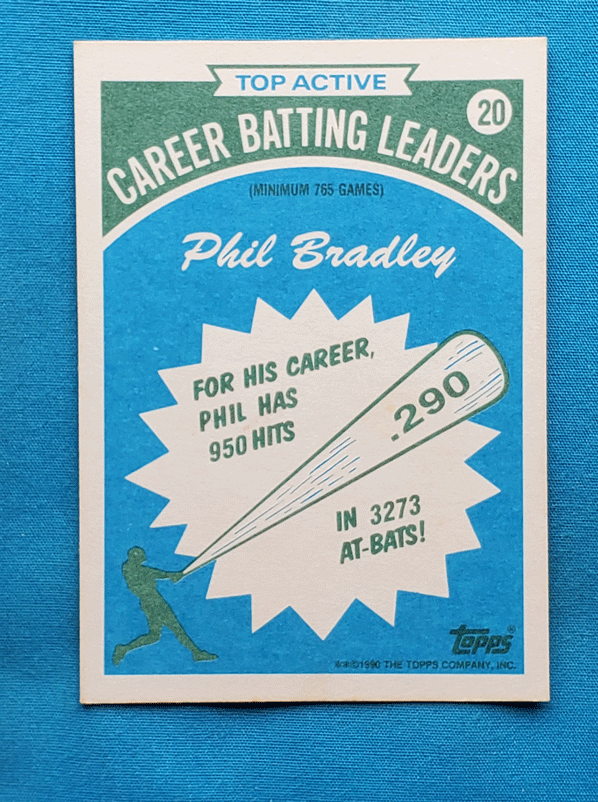 TOP ACTIVE
20
CAREER BATTING LEADERS
(MINIMUM 765 GAMES)
Phil Bradley
FOR HIS CAREER,
PHIL HAS
950 HITS
.290
IN 3273
AT-BATS!
topps®
©1990 THE TOPPS COMPANY, INC.